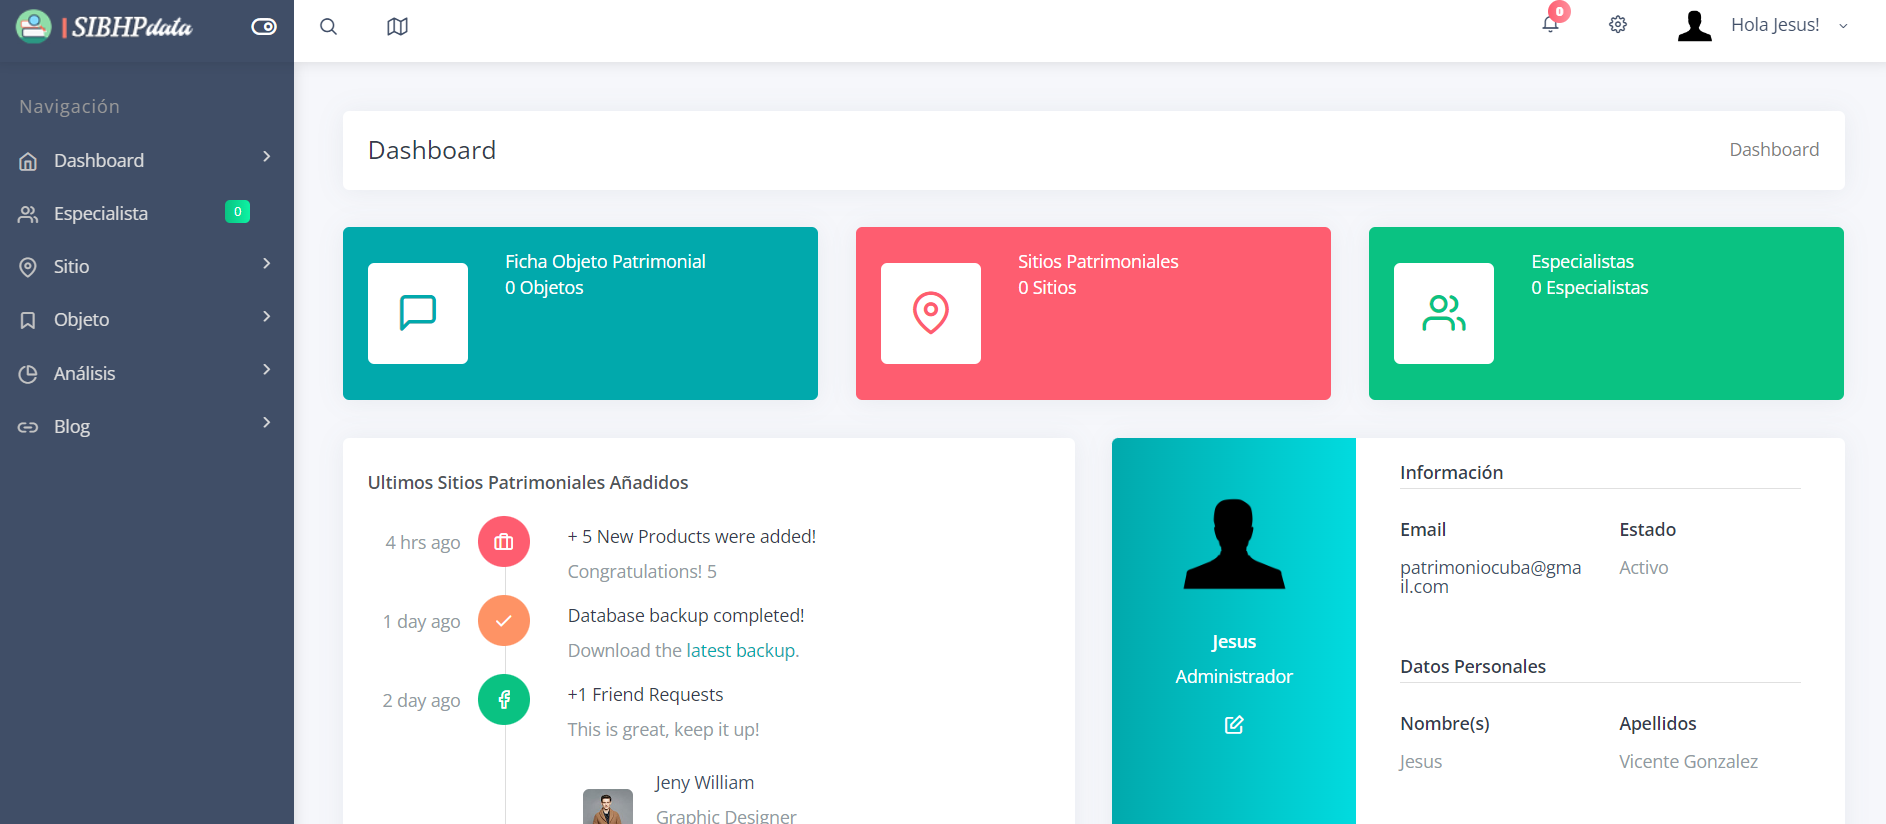 SIBHPdata
0
Hola Jesus!
Navegación
Dashboard
Especialista
0
Sitio
Objeto
Análisis
Blog
Dashboard
Dashboard
Ficha Objeto Patrimonial
0 Objetos
Sitios Patrimoniales
0 Sitios
Especialistas
0 Especialistas
Ultimos Sitios Patrimoniales Añadidos
4 hrs ago
+ 5 New Products were added!
Congratulations! 5
1 day ago
Database backup completed!
Download the latest backup.
2 day ago
+1 Friend Requests
This is great, keep it up!
Jeny William
Graphic Designer
Jesus
Administrador
Información
Email
Estado
patrimoniocuba@gma
il.com
Activo
Datos Personales
Nombre(s)
Apellidos
Jesus
Vicente Gonzalez